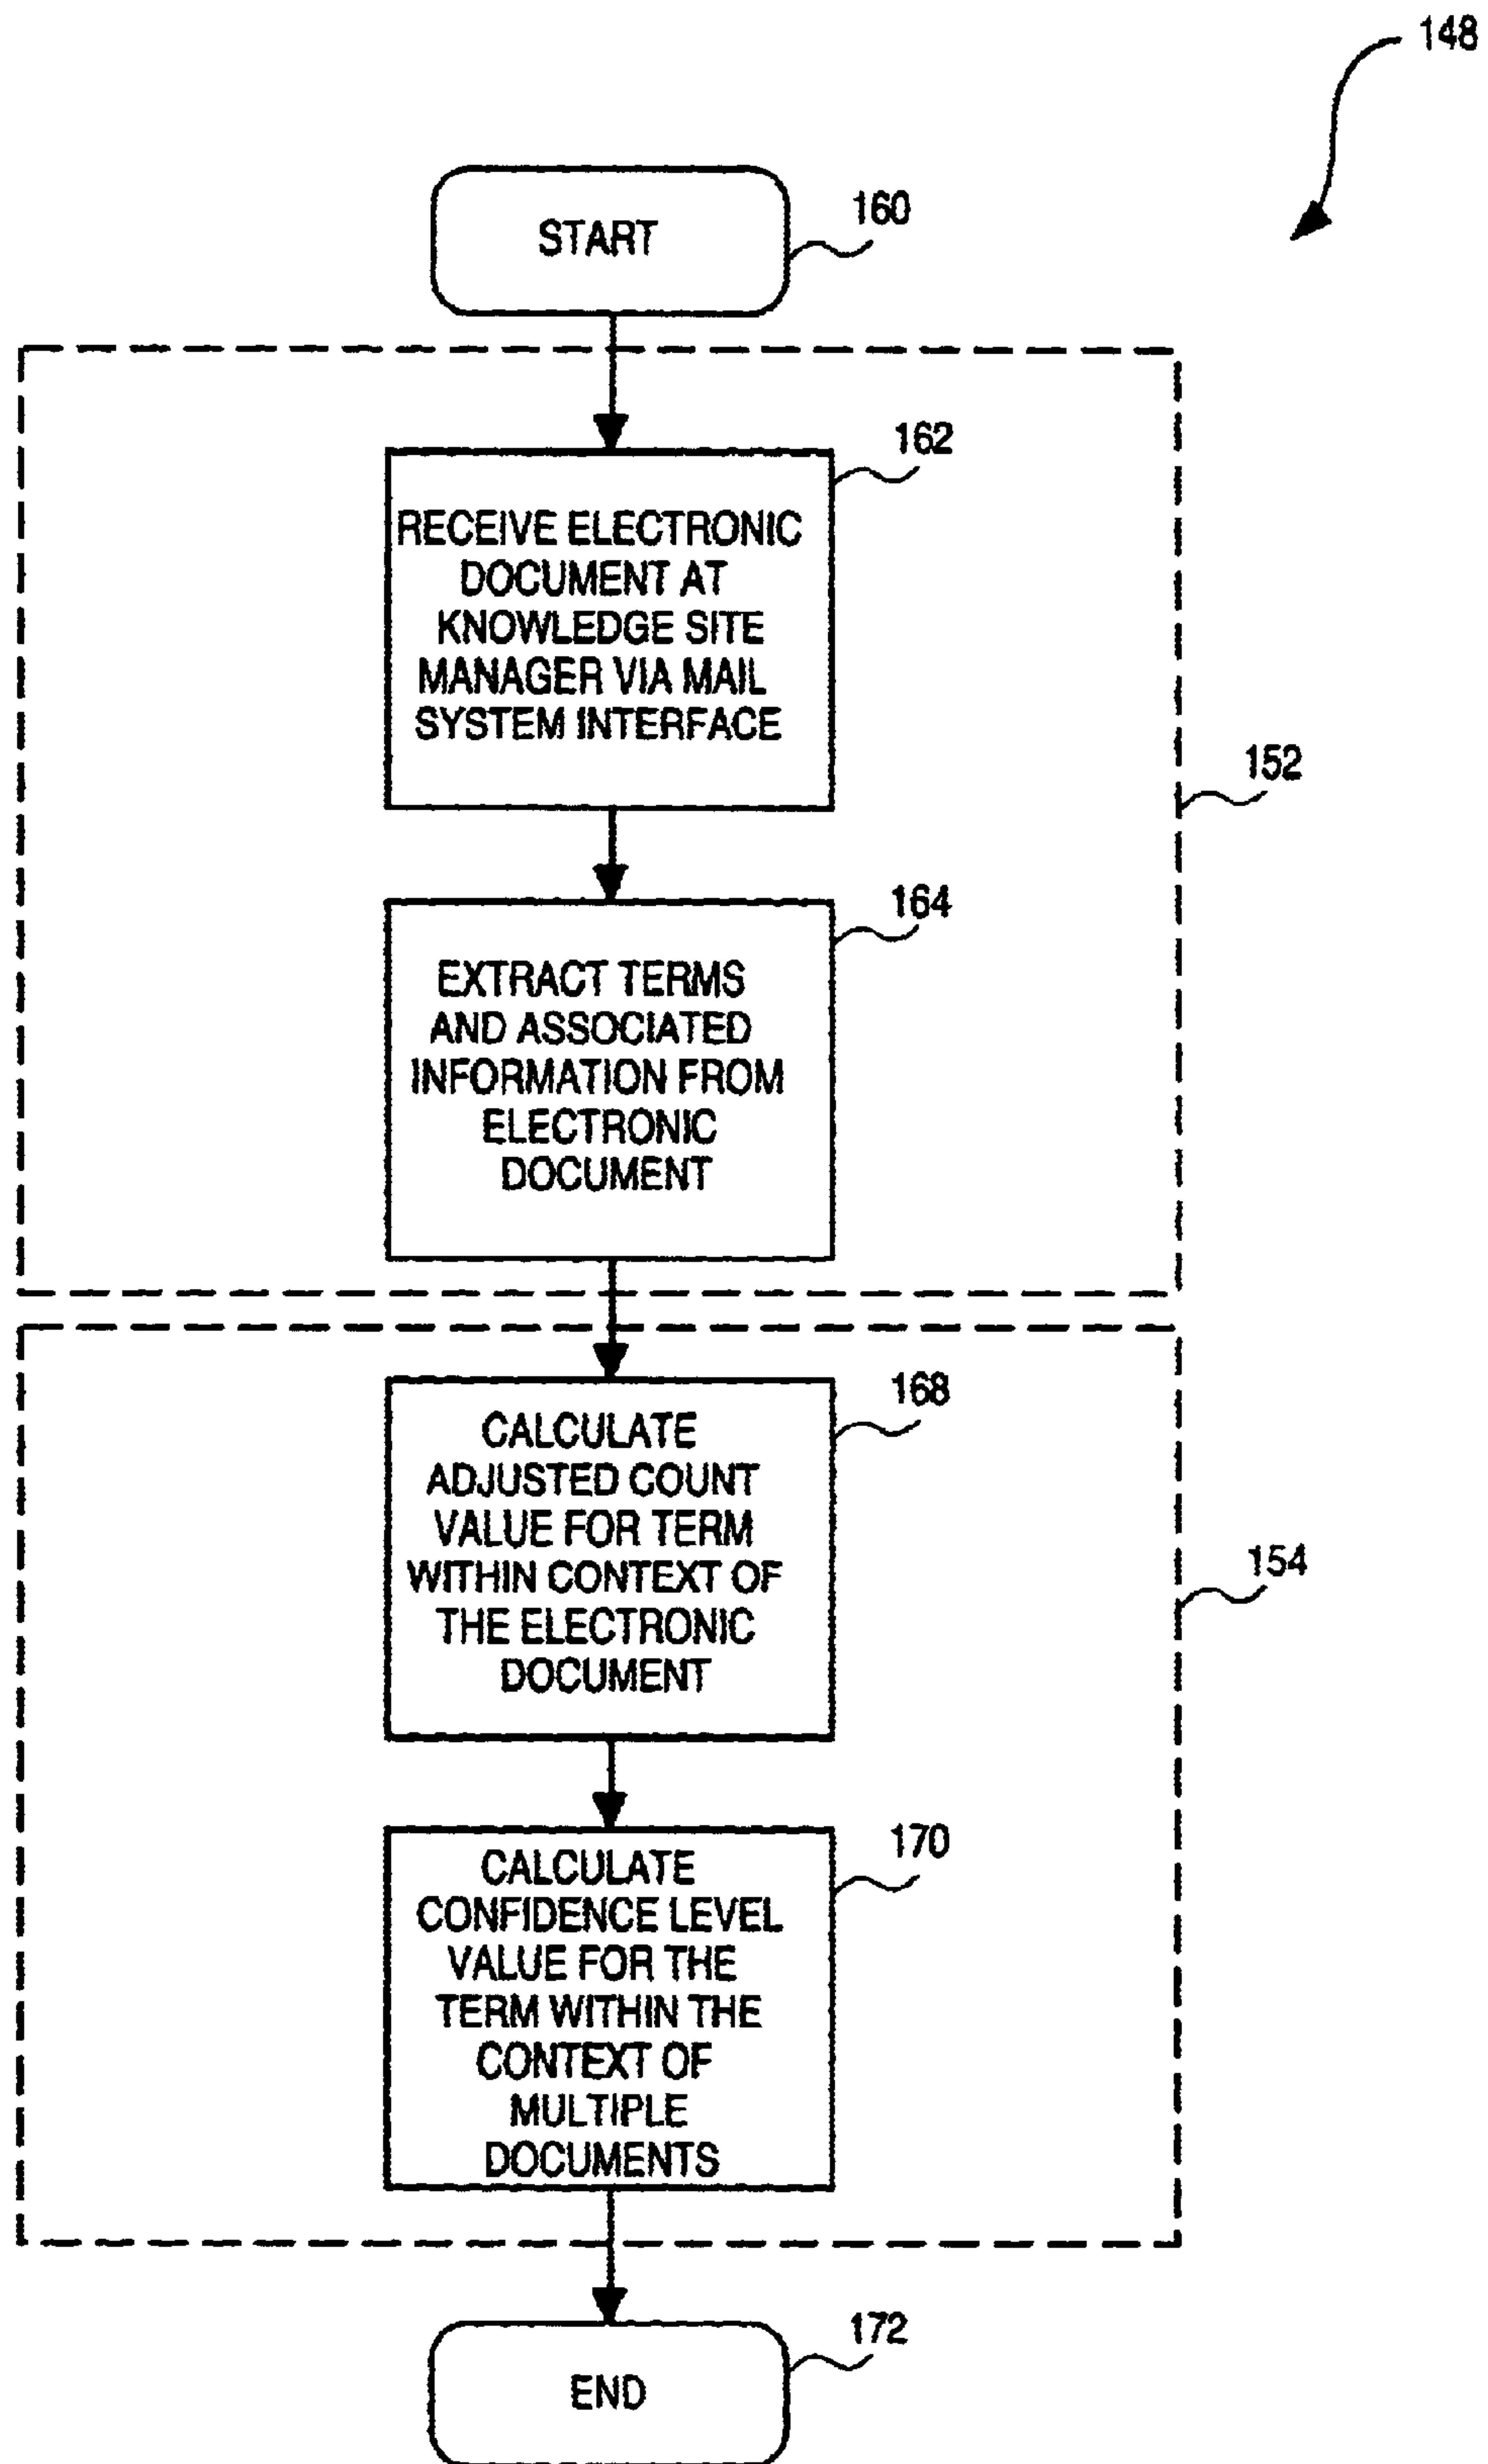 148
START
160
162
RECEIVE ELECTRONIC
DOCUMENT AT
KNOWLEDGE SITE
MANAGER VIA MAIL
SYSTEM INTERFACE
152
164
EXTRACT TERMS
AND ASSOCIATED
INFORMATION FROM
ELECTRONIC
DOCUMENT
168
CALCULATE
ADJUSTED COUNT
VALUE FOR TERM
WITHIN CONTEXT OF
THE ELECTRONIC
DOCUMENT
154
170
CALCULATE
CONFIDENCE LEVEL
VALUE FOR THE
TERM WITHIN THE
CONTEXT OF
MULTIPLE
DOCUMENTS
172
END